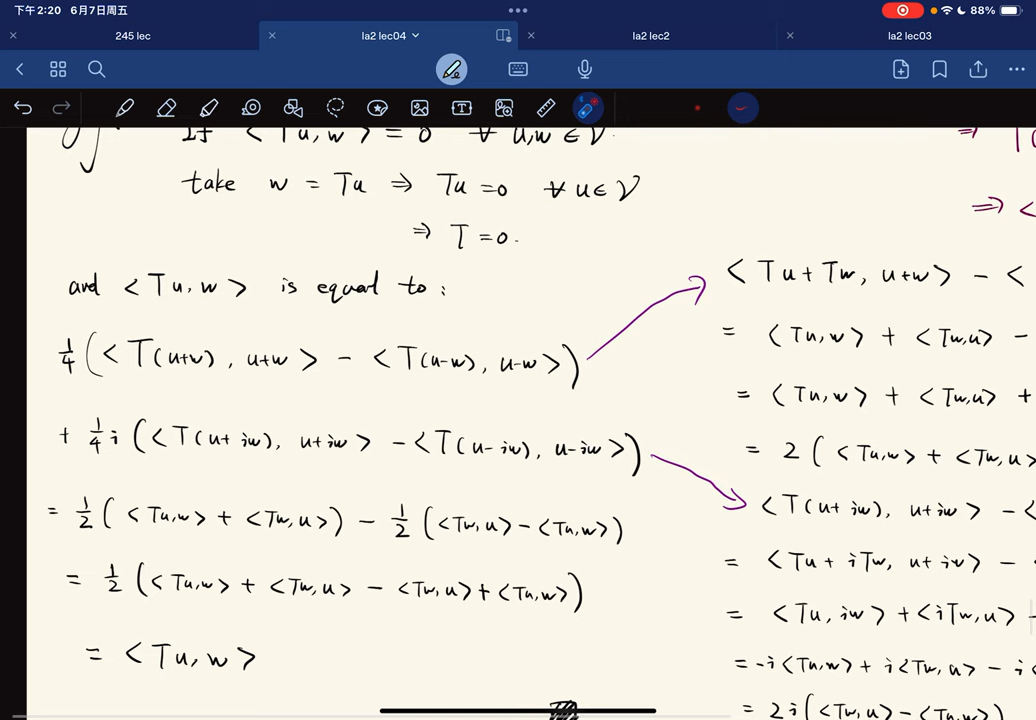 下午2:20 6月7日周五
88%
245 lec
la2 lec04
la2 lec2
la2 lec03
If < Tu, w > = 0 ∀ u,w ∈ V
take w = Tu ⇒ Tu = 0 ∀ u ∈ V
⇒ T = 0.
and < Tu, w > is equal to :
1/4 ( < T(u+w), u+w > − < T(u−w), u−w > )
+ 1/4 i ( < T(u+iw), u+iw > − < T(u−iw), u−iw > )
= 1/2 ( <Tu,w> + <Tw,u> ) − 1/2 ( <Tw,u> − <Tu,w> )
= 1/2 ( <Tu,w> + <Tw,u> − <Tw,u> + <Tu,w> )
= < Tu, w >
⇒
⇒ <
< Tu + Tw, u+w > − <
= <Tu,w> + <Tw,u> −
= <Tu,w> + <Tw,u> +
= 2 ( <Tu,w> + <Tw,u>
< T(u+iw), u+iw > − <
= < Tu + iTw, u+iw > −
= < Tu, iw > + <iTw,u> −
= −i<Tu,w> + i<Tw,u> − i<
= 2i ( <Tw,u> − <Tu,w> )